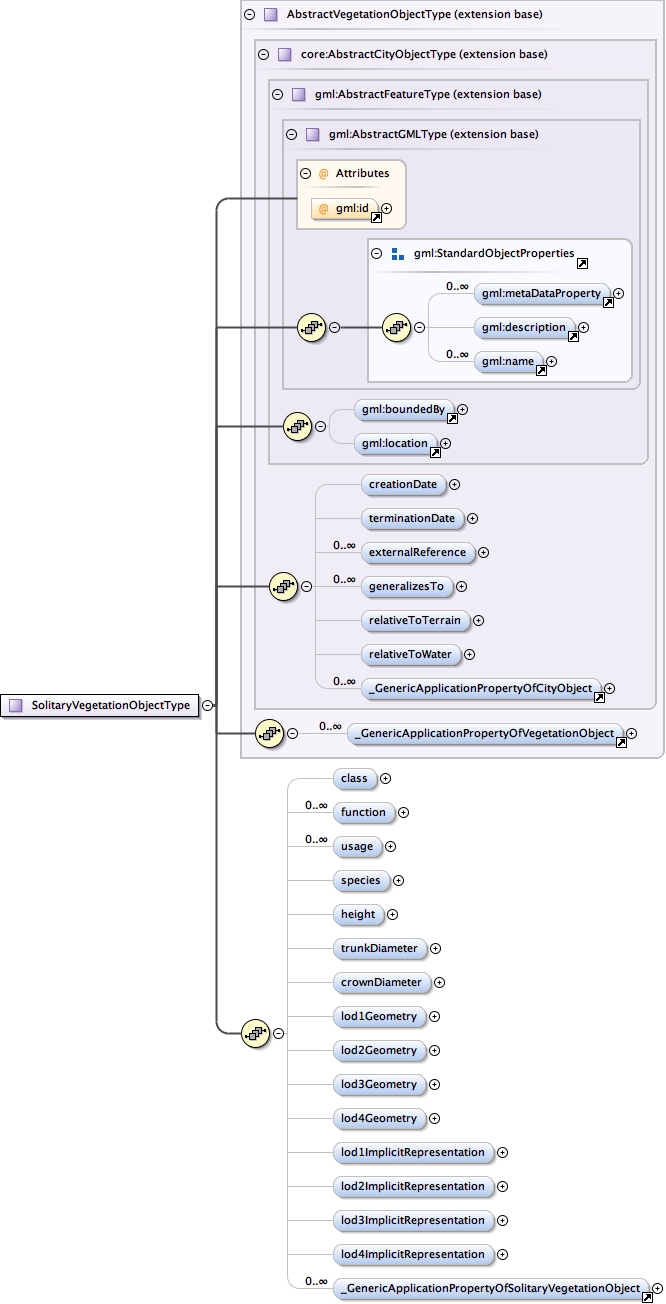 AbstractVegetationObjectType (extension base)
core:AbstractCityObjectType (extension base)
gml:AbstractFeatureType (extension base)
gml:AbstractGMLType (extension base)
@ Attributes
@ gml:id
gml:StandardObjectProperties
0..∞
gml:metaDataProperty
gml:description
0..∞
gml:name
gml:boundedBy
gml:location
creationDate
terminationDate
0..∞
externalReference
0..∞
generalizesTo
relativeToTerrain
relativeToWater
0..∞
_GenericApplicationPropertyOfCityObject
SolitaryVegetationObjectType
0..∞
_GenericApplicationPropertyOfVegetationObject
class
0..∞
function
0..∞
usage
species
height
trunkDiameter
crownDiameter
lod1Geometry
lod2Geometry
lod3Geometry
lod4Geometry
lod1ImplicitRepresentation
lod2ImplicitRepresentation
lod3ImplicitRepresentation
lod4ImplicitRepresentation
0..∞
_GenericApplicationPropertyOfSolitaryVegetationObject